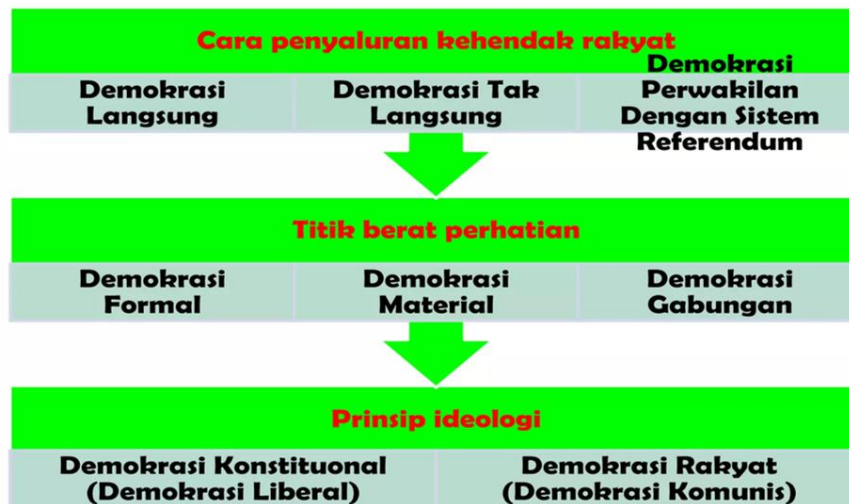 Cara penyaluran kehendak rakyat
Demokrasi
Langsung
Demokrasi Tak
Langsung
Demokrasi
Perwakilan
Dengan Sistem
Referendum
Titik berat perhatian
Demokrasi
Formal
Demokrasi
Material
Demokrasi
Gabungan
Prinsip ideologi
Demokrasi Konstituonal
(Demokrasi Liberal)
Demokrasi Rakyat
(Demokrasi Komunis)